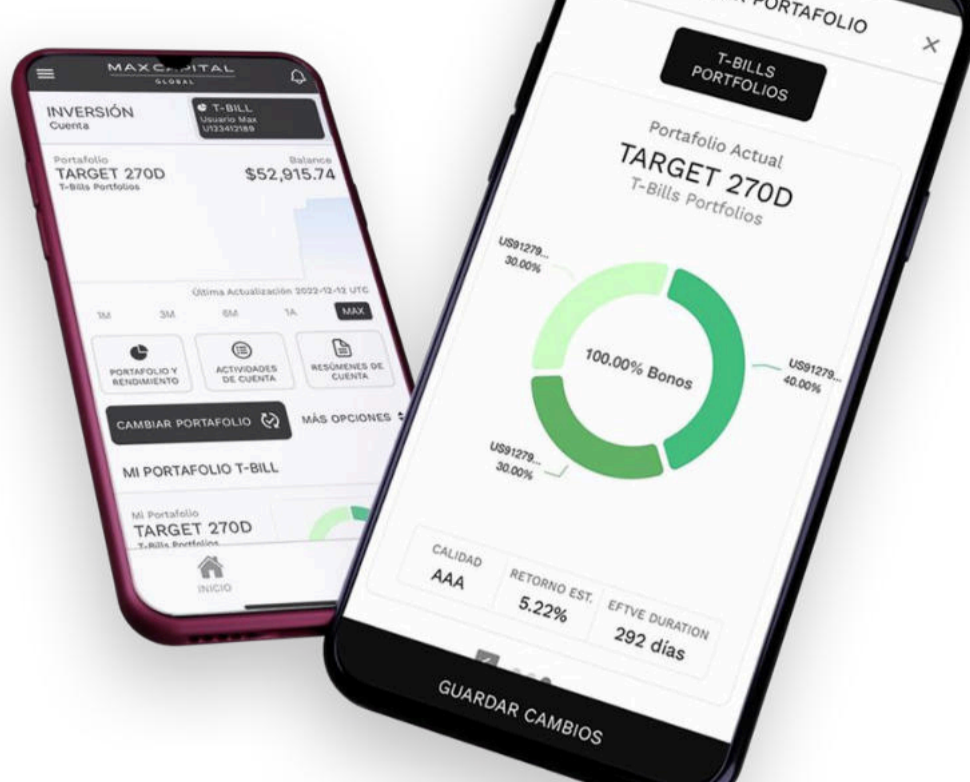 MAXCAPITAL
GLOBAL
INVERSIÓN
Cuenta
T-BILL
Usuario Max
U123412189
Portafolio
TARGET 270D
T-Bills Portfolios
Balance
$52,915.74
Última Actualización 2022-12-12 UTC
1M 3M 6M 1A MAX
PORTAFOLIO Y
RENDIMIENTO
ACTIVIDADES
DE CUENTA
RESÚMENES DE
CUENTA
CAMBIAR PORTAFOLIO
MÁS OPCIONES
MI PORTAFOLIO T-BILL
Mi Portafolio
TARGET 270D
T-Bills Portfolios
INICIO
PORTAFOLIO
T-BILLS
PORTFOLIOS
Portafolio Actual
TARGET 270D
T-Bills Portfolios
US91279...
30.00%
100.00% Bonos
US91279...
40.00%
US91279...
30.00%
CALIDAD
AAA
RETORNO EST.
5.22%
EFTVE DURATION
292 días
GUARDAR CAMBIOS